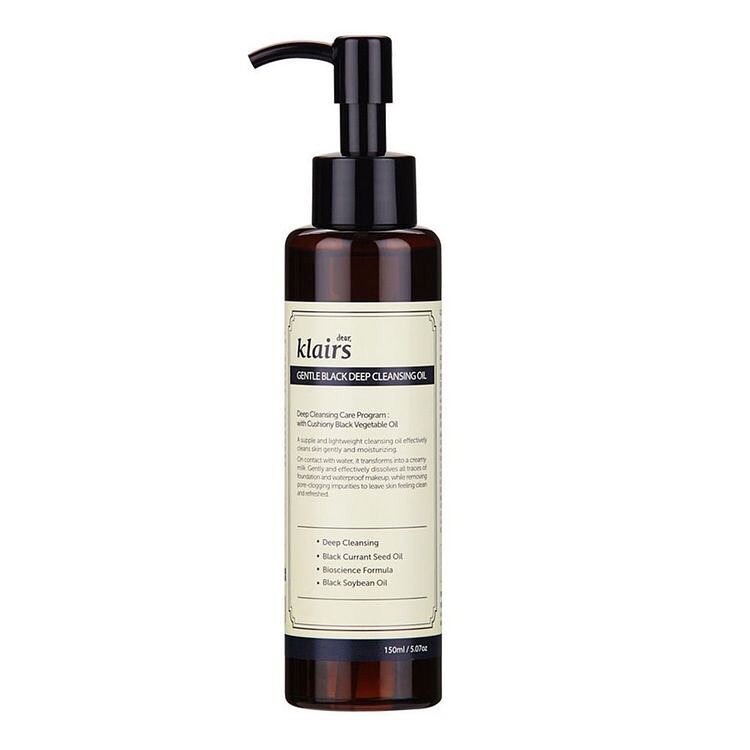 dear,
klairs
GENTLE BLACK DEEP CLEANSING OIL
Deep Cleansing Care Program :
with Cushiony Black Vegetable Oil
A supple and lightweight cleansing oil effectively
cleans skin gently and moisturizing.
On contact with water, it transforms into a creamy
milk. Gently and effectively dissolves all traces of
foundation and waterproof makeup, while removing
pore-clogging impurities to leave skin feeling clean
and refreshed.
• Deep Cleansing
• Black Currant Seed Oil
• Bioscience Formula
• Black Soybean Oil
150ml / 5.07oz